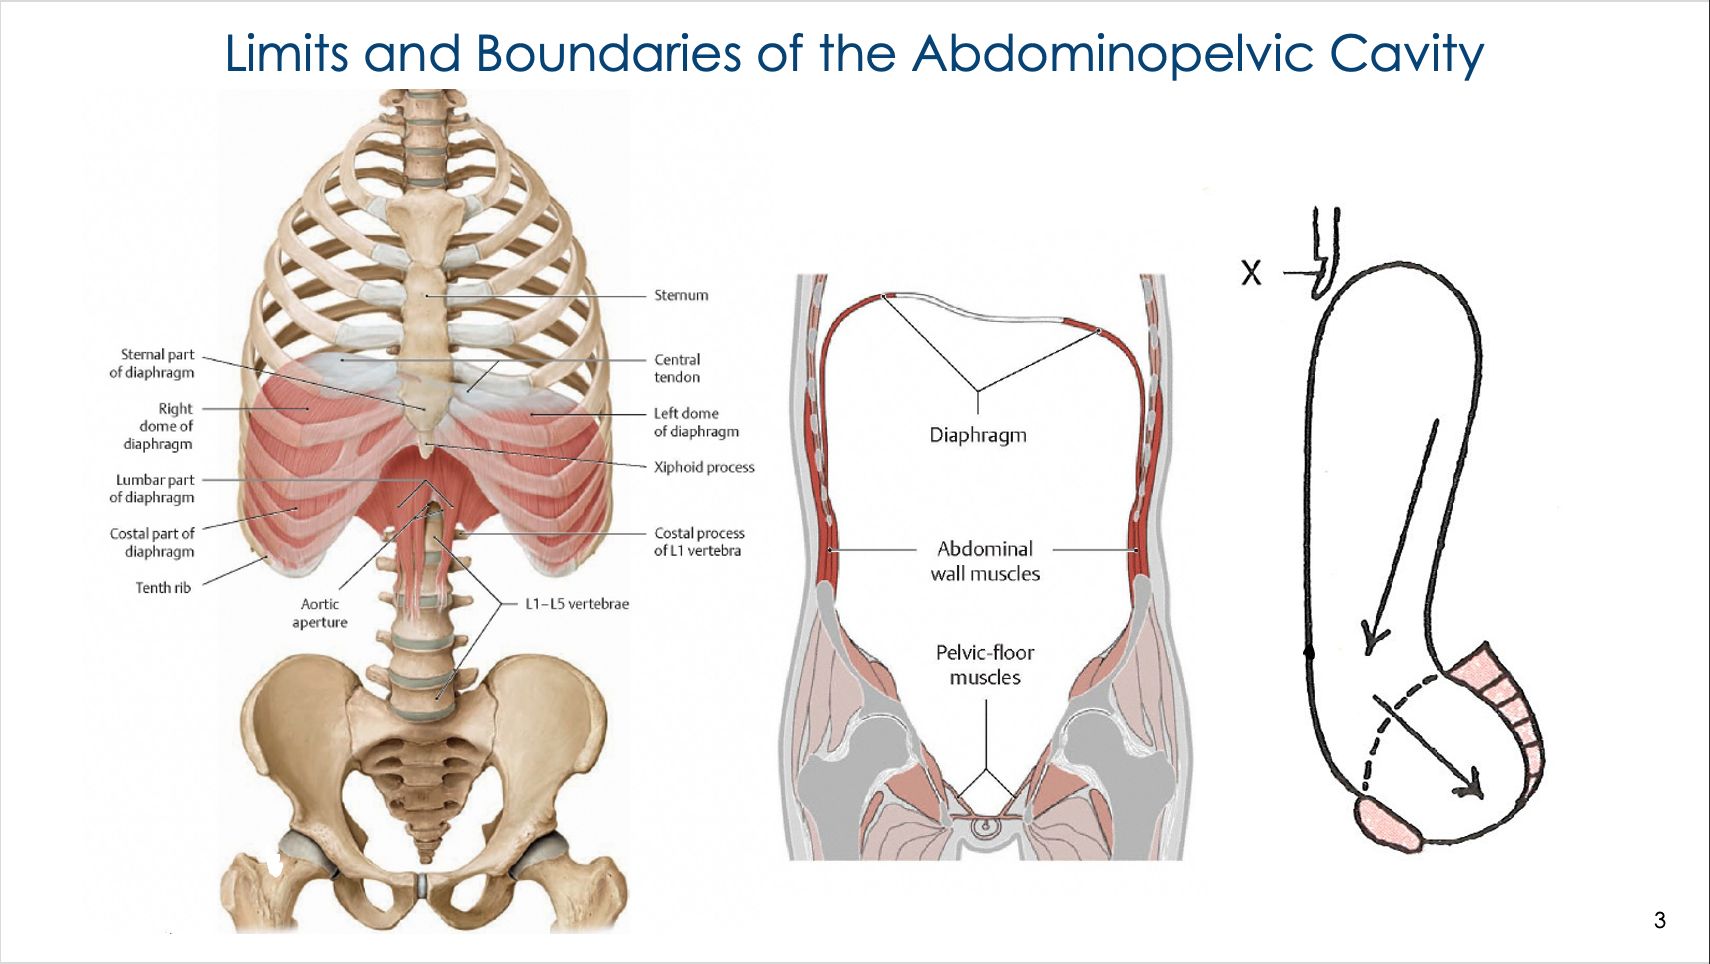 Limits and Boundaries of the Abdominopelvic Cavity
Sternal part
of diaphragm
Right
dome of
diaphragm
Lumbar part
of diaphragm
Costal part of
diaphragm
Tenth rib
Aortic
aperture
Sternum
Central
tendon
Left dome
of diaphragm
Xiphoid process
Costal process
of L1 vertebra
L1–L5 vertebrae
Diaphragm
Abdominal
wall muscles
Pelvic-floor
muscles
X
3